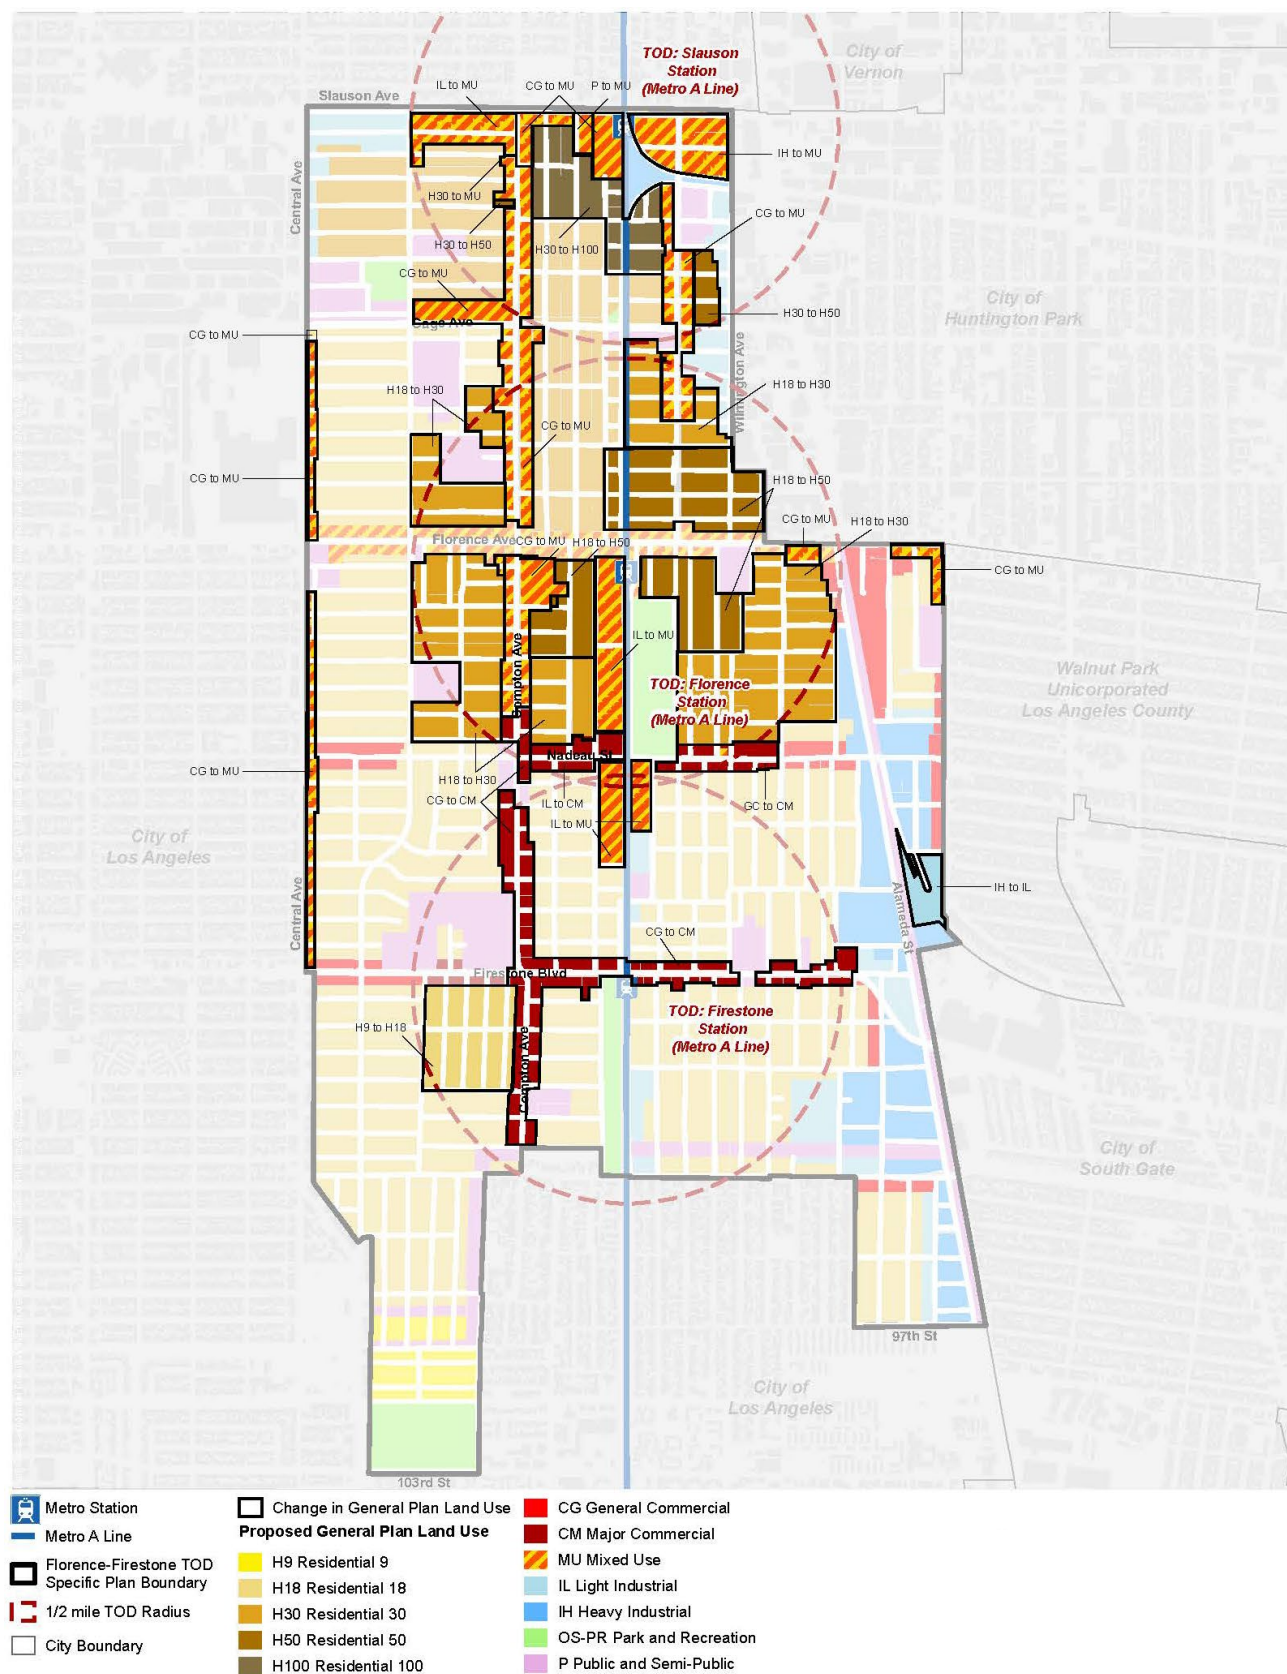 TOD: Slauson
Station
(Metro A Line)
City of
Vernon
Slauson Ave
IL to MU
CG to MU
P to MU
IH to MU
Central Ave
H30 to MU
CG to MU
H30 to H50
H30 to H100
CG to MU
City of
Huntington Park
H30 to H50
Gage Ave
CG to MU
Wilmington Ave
H18 to H30
H18 to H30
CG to MU
CG to MU
H18 to H50
CG to MU
H18 to H30
Florence Ave
CG to MU
H18 to H50
CG to MU
Compton Ave
IL to MU
Walnut Park
Unicorporated
Los Angeles County
TOD: Florence
Station
(Metro A Line)
Nadeau St
CG to MU
H18 to H30
CG to CM
IL to CM
GC to CM
IL to MU
City of
Los Angeles
IH to IL
Alameda St
Central Ave
CG to CM
Firestone Blvd
TOD: Firestone
Station
(Metro A Line)
H9 to H18
Compton Ave
City of
South Gate
97th St
City of
Los Angeles
103rd St
Metro Station
Metro A Line
Florence-Firestone TOD
Specific Plan Boundary
1/2 mile TOD Radius
City Boundary
Change in General Plan Land Use
Proposed General Plan Land Use
H9 Residential 9
H18 Residential 18
H30 Residential 30
H50 Residential 50
H100 Residential 100
CG General Commercial
CM Major Commercial
MU Mixed Use
IL Light Industrial
IH Heavy Industrial
OS-PR Park and Recreation
P Public and Semi-Public